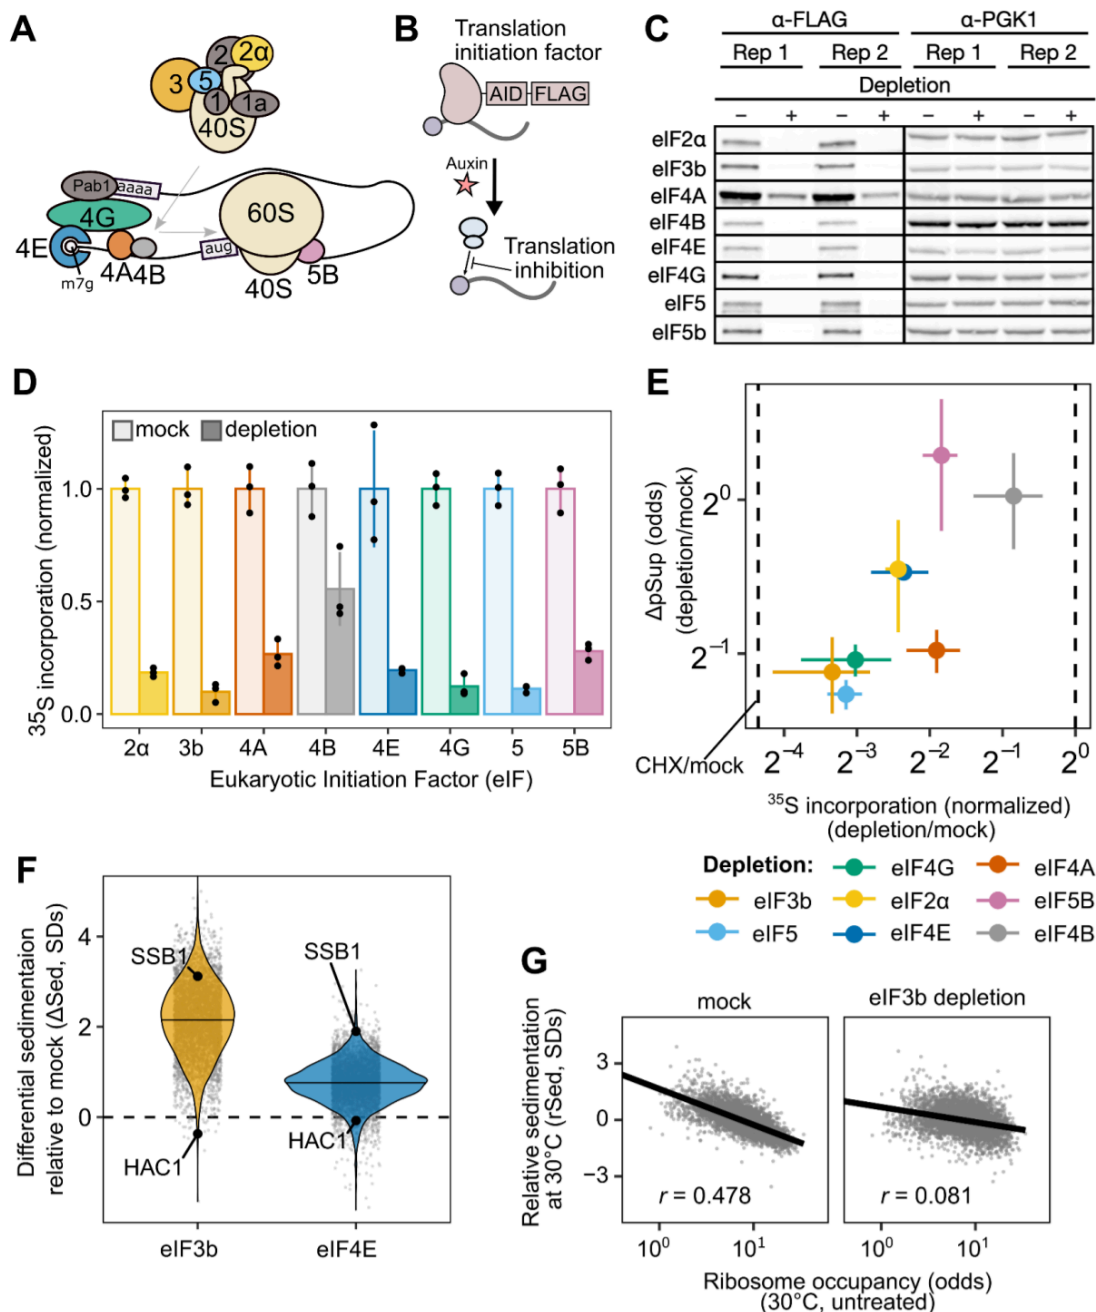 A
2
2α
3
5
1
1a
40S
Pab1
aaaa
4G
60S
4E
aug
4A
4B
5B
m7g
40S
B
Translation
initiation factor
AID
FLAG
Auxin
Translation
inhibition
C
α-FLAG
α-PGK1
Rep 1
Rep 2
Rep 1
Rep 2
Depletion
− + − + − + − +
eIF2α
eIF3b
eIF4A
eIF4B
eIF4E
eIF4G
eIF5
eIF5b
D
mock
depletion
³⁵S incorporation (normalized)
1.0
0.5
0.0
2α 3b 4A 4B 4E 4G 5 5B
Eukaryotic Initiation Factor (eIF)
E
ΔpSup (odds)
(depletion/mock)
2⁰
2⁻¹
CHX/mock
2⁻⁴ 2⁻³ 2⁻² 2⁻¹ 2⁰
³⁵S incorporation (normalized)
(depletion/mock)
Depletion:
eIF4G
eIF4A
eIF3b
eIF2α
eIF5B
eIF5
eIF4E
eIF4B
F
Differential sedimentaion
relative to mock (ΔSed, SDs)
4
2
0
SSB1
HAC1
SSB1
HAC1
eIF3b
eIF4E
G
mock
eIF3b depletion
Relative sedimentation
at 30°C (rSed, SDs)
3
0
−3
r = 0.478
r = 0.081
10⁰ 10¹
10⁰ 10¹
Ribosome occupancy (odds)
(30°C, untreated)